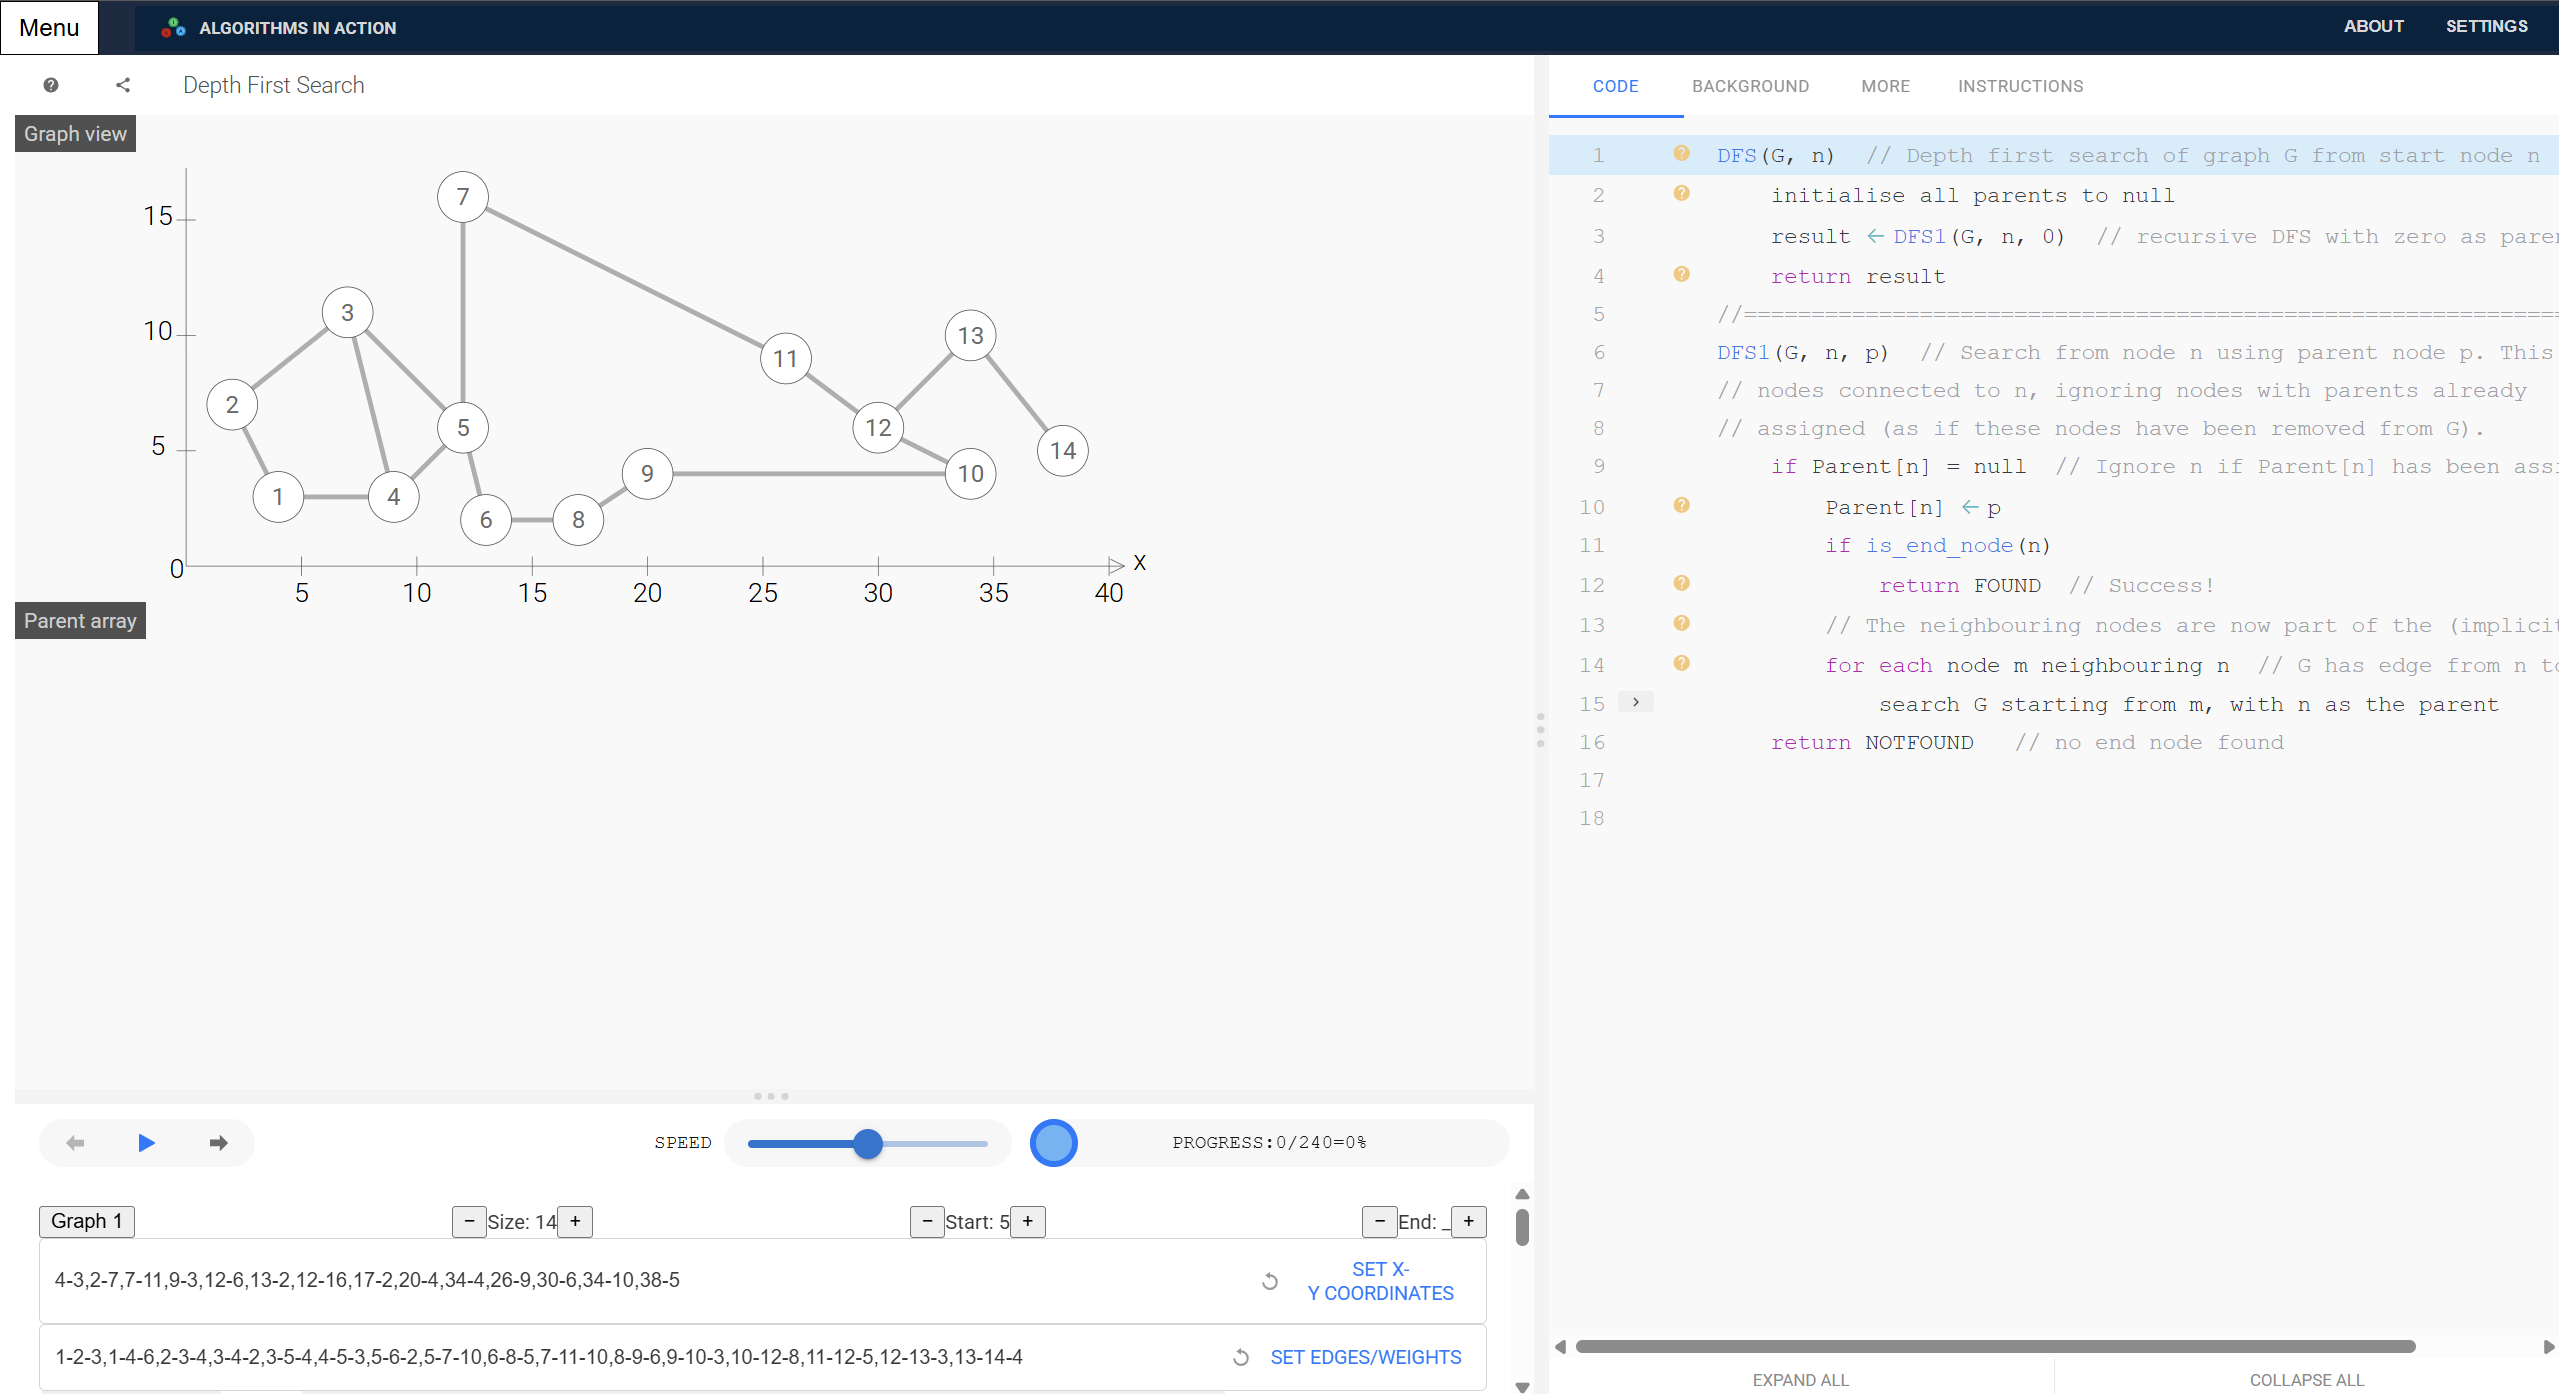 Menu
ALGORITHMS IN ACTION
ABOUT
SETTINGS
Depth First Search
Graph view
15
10
5
0
5
10
15
20
25
30
35
40
X
7
3
11
13
2
5
12
14
9
10
1
4
6
8
Parent array
SPEED
PROGRESS:0/240=0%
Graph 1
− Size: 14 +
− Start: 5 +
− End: _ +
4-3,2-7,7-11,9-3,12-6,13-2,12-16,17-2,20-4,34-4,26-9,30-6,34-10,38-5
SET X-
Y COORDINATES
1-2-3,1-4-6,2-3-4,3-4-2,3-5-4,4-5-3,5-6-2,5-7-10,6-8-5,7-11-10,8-9-6,9-10-3,10-12-8,11-12-5,12-13-3,13-14-4
SET EDGES/WEIGHTS
CODE
BACKGROUND
MORE
INSTRUCTIONS
1 DFS(G, n) // Depth first search of graph G from start node n
2 initialise all parents to null
3 result ← DFS1(G, n, 0) // recursive DFS with zero as
4 return result
5 //============================================================
6 DFS1(G, n, p) // Search from node n using parent node p. This
7 // nodes connected to n, ignoring nodes with parents already
8 // assigned (as if these nodes have been removed from G).
9 if Parent[n] = null // Ignore n if Parent[n] has been
10 Parent[n] ← p
11 if is_end_node(n)
12 return FOUND // Success!
13 // The neighbouring nodes are now part of the
14 for each node m neighbouring n // G has edge from n
15 search G starting from m, with n as the parent
16 return NOTFOUND // no end node found
17
18
EXPAND ALL
COLLAPSE ALL